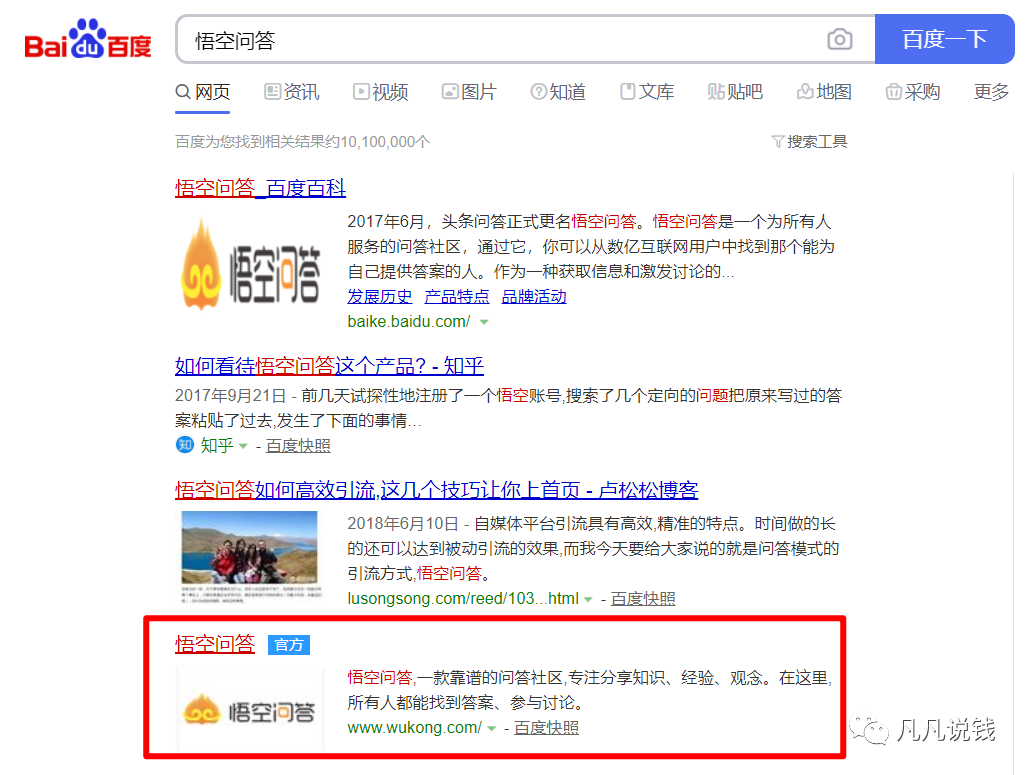 Bai du 百度
悟空问答
百度一下
网页 资讯 视频 图片 知道 文库 贴吧 地图 采购 更多
百度为您找到相关结果约10,100,000个
搜索工具
悟空问答_百度百科
悟空问答
2017年6月，头条问答正式更名悟空问答。悟空问答是一个为所有人
服务的问答社区，通过它，你可以从数亿互联网用户中找到那个能为
自己提供答案的人。作为一种获取信息和激发讨论的...
发展历史 产品特点 品牌活动
baike.baidu.com/
如何看待悟空问答这个产品? - 知乎
2017年9月21日 - 前几天试探性地注册了一个悟空账号,搜索了几个定向的问题把原来写过的答
案粘贴了过去,发生了下面的事情…
知 知乎 - 百度快照
悟空问答如何高效引流,这几个技巧让你上首页 - 卢松松博客
2018年6月10日 - 自媒体平台引流具有高效,精准的特点。时间做的长
的还可以达到被动引流的效果,而我今天要给大家说的就是问答模式的
引流方式,悟空问答。
lusongsong.com/reed/103...html - 百度快照
悟空问答 官方
悟空问答
悟空问答,一款靠谱的问答社区,专注分享知识、经验、观念。在这里,
所有人都能找到答案、参与讨论。
www.wukong.com/ - 百度快照
凡凡说钱